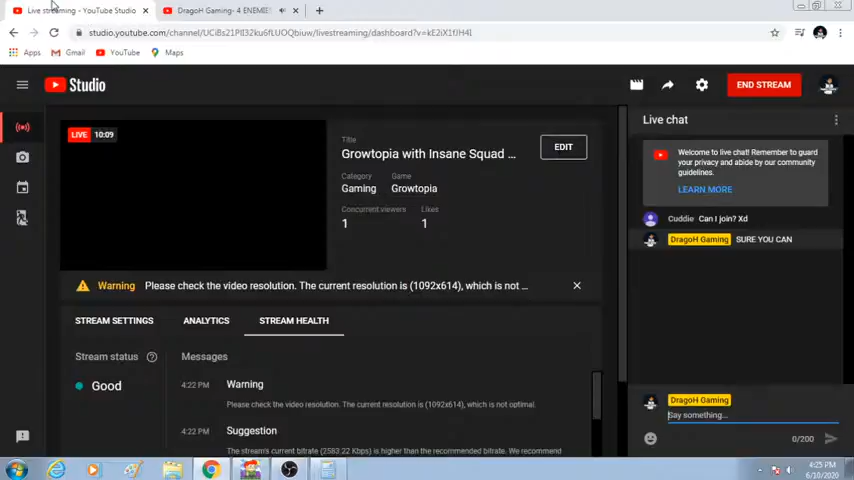 Live streaming - YouTube Studio
DragoH Gaming- 4 ENEMIE
studio.youtube.com/channel/UCi8s21PlI32ku6fLUOQbiuw/livestreaming/dashboard?v=kE2iX1fJH4I
Apps
Gmail
YouTube
Maps
Studio
END STREAM
LIVE 10:09
Title
Growtopia with Insane Squad ...
EDIT
Category
Game
Gaming
Growtopia
Concurrent viewers
Likes
1
1
Warning
Please check the video resolution. The current resolution is (1092x614), which is not ...
STREAM SETTINGS
ANALYTICS
STREAM HEALTH
Stream status
Good
Messages
4:22 PM
Warning
Please check the video resolution. The current resolution is (1092x614), which is not optimal.
4:22 PM
Suggestion
The stream's current bitrate (2583.22 Kbps) is higher than the recommended bitrate. We recommend
Live chat
Welcome to live chat! Remember to guard
your privacy and abide by our community
guidelines.
LEARN MORE
Cuddie Can I join? Xd
DragoH Gaming SURE YOU CAN
DragoH Gaming
Say something...
0/200
4:25 PM
6/10/2020